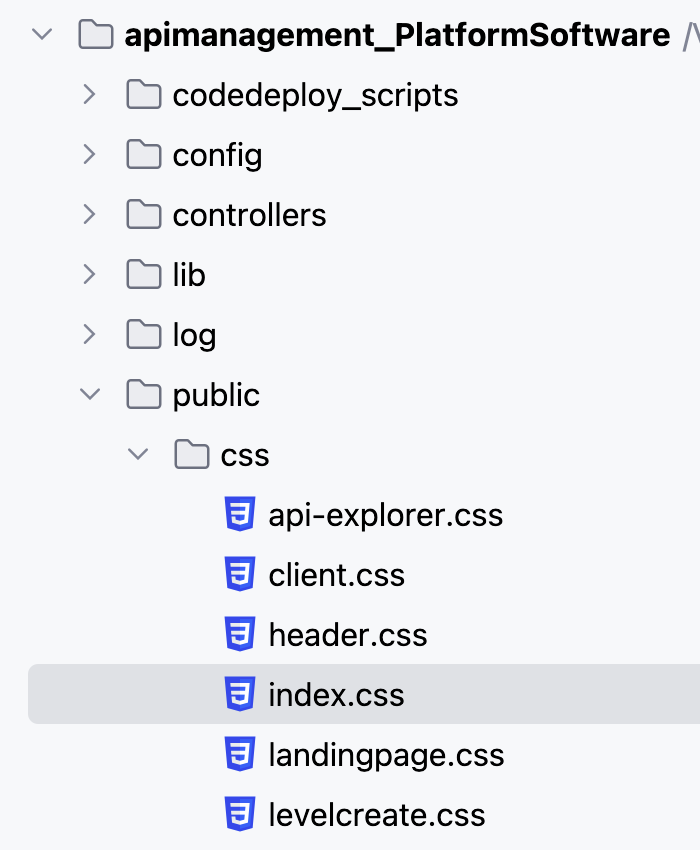 apimanagement_PlatformSoftware
codedeploy_scripts
config
controllers
lib
log
public
css
api-explorer.css
client.css
header.css
index.css
landingpage.css
levelcreate.css